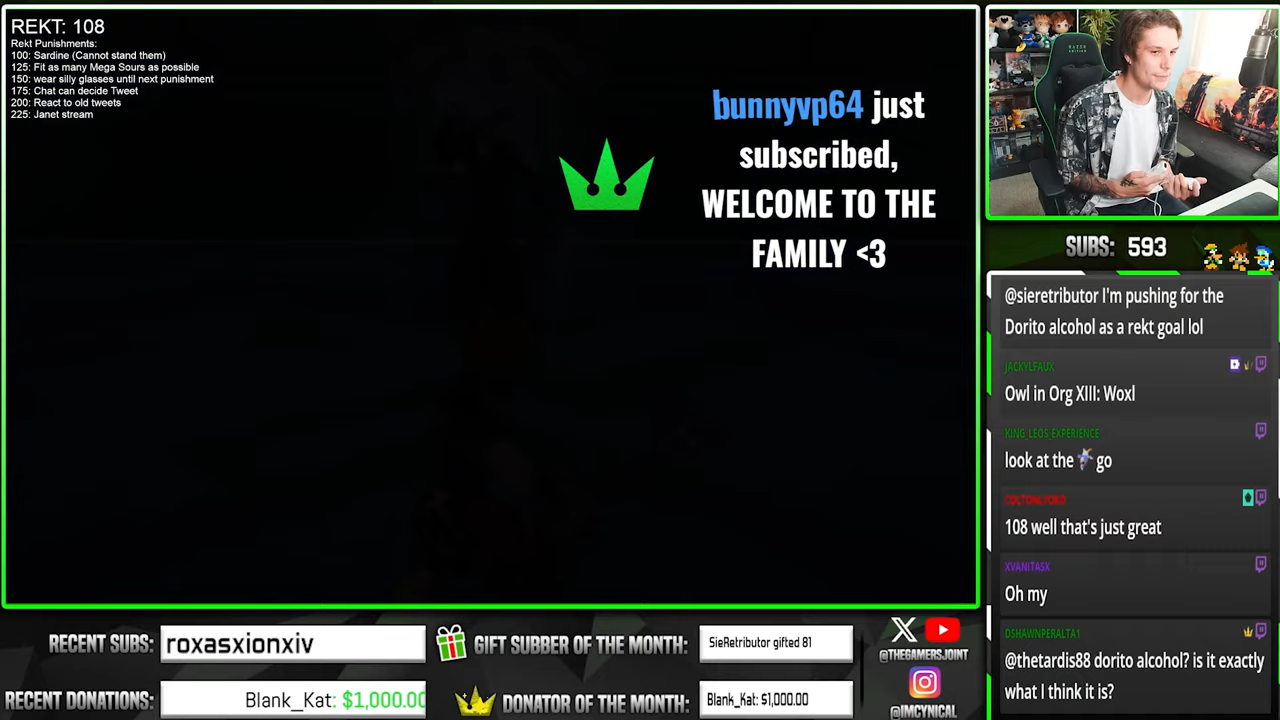 REKT: 108
Rekt Punishments:
100: Sardine (Cannot stand them)
125: Fit as many Mega Sours as possible
150: wear silly glasses until next punishment
175: Chat can decide Tweet
200: React to old tweets
225: Janet stream
bunnyvp64 just
subscribed,
WELCOME TO THE
FAMILY <3
RAZER
SUBS: 593
@sieretributor I'm pushing for the
Dorito alcohol as a rekt goal lol
JACKYLFAUX
Owl in Org XIII: Woxl
KING_LEOS_EXPERIENCE
look at the go
108 well that's just great
XVANITASX
Oh my
DSHAWNPERALTA1
@thetardis88 dorito alcohol? is it exactly
what I think it is?
RECENT SUBS: roxasxionxiv
GIFT SUBBER OF THE MONTH: SieRetributor gifted 81
@THEGAMERSJOINT
RECENT DONATIONS: Blank_Kat: $1,000.00
DONATOR OF THE MONTH: Blank_Kat: $1,000.00
@IMCYNICAL